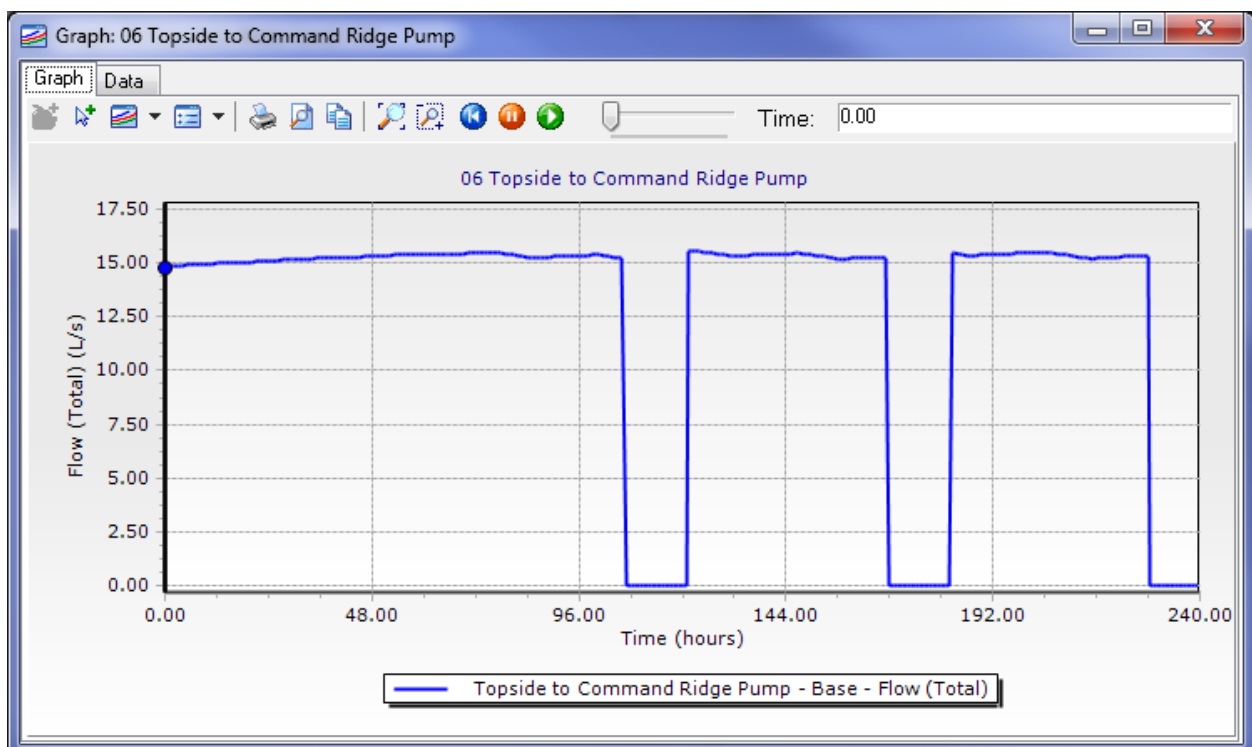 Graph: 06 Topside to Command Ridge Pump
Graph Data
Time: 0.00
06 Topside to Command Ridge Pump
17.50
15.00
12.50
10.00
7.50
5.00
2.50
0.00
Flow (Total) (L/s)
0.00 48.00 96.00 144.00 192.00 240.00
Time (hours)
Topside to Command Ridge Pump - Base - Flow (Total)